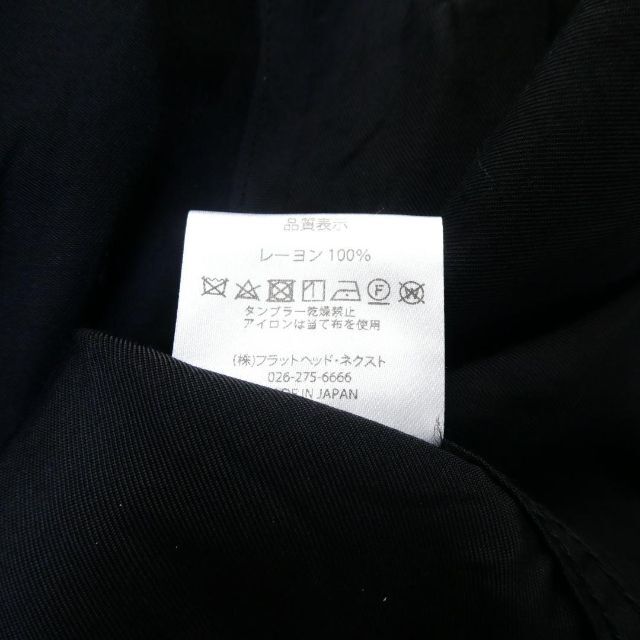 品質表示
レーヨン 100%
タンブラー乾燥禁止
アイロンは当て布を使用
(株)フラットヘッド・ネクスト
026-275-6666
IN JAPAN